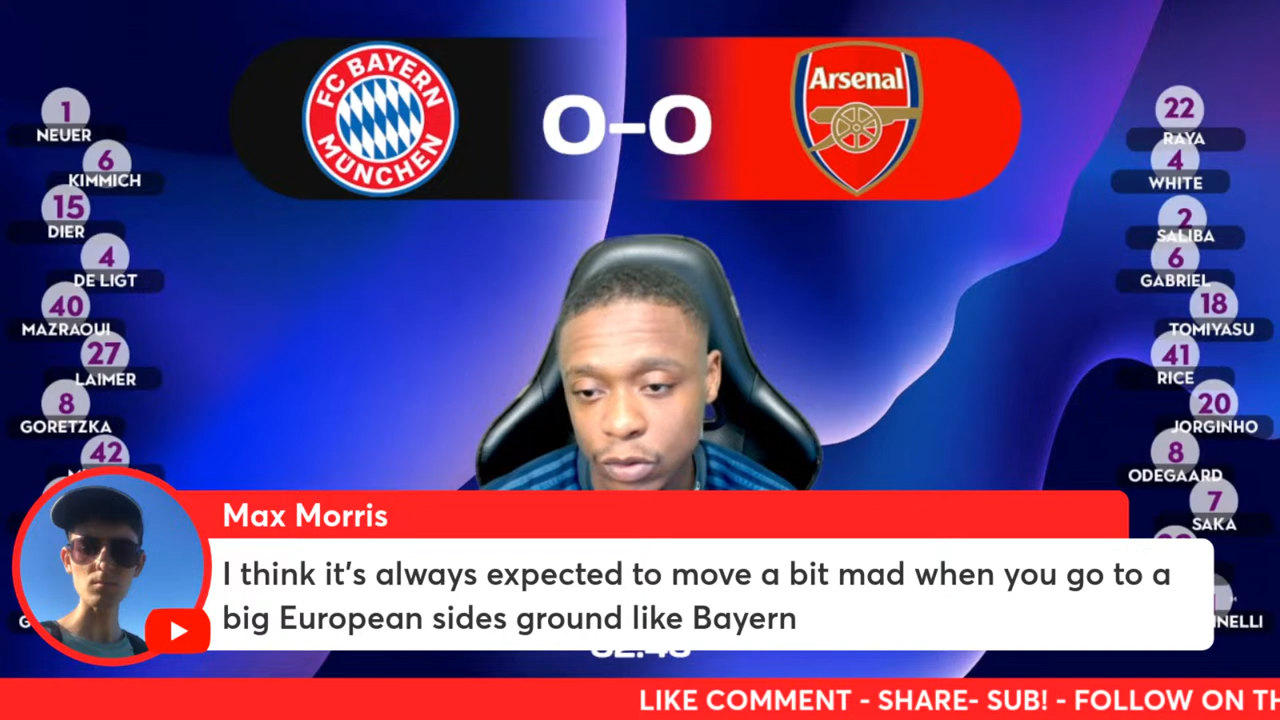 FC BAYERN
MÜNCHEN
0-0
Arsenal
1
NEUER
6
KIMMICH
15
DIER
4
DE LIGT
40
MAZRAOUI
27
LAIMER
8
GORETZKA
42
22
RAYA
4
WHITE
2
SALIBA
6
GABRIEL
18
TOMIYASU
41
RICE
20
JORGINHO
8
ODEGAARD
7
SAKA
INELLI
Max Morris
I think it's always expected to move a bit mad when you go to a
big European sides ground like Bayern
LIKE COMMENT - SHARE- SUB! - FOLLOW ON TH